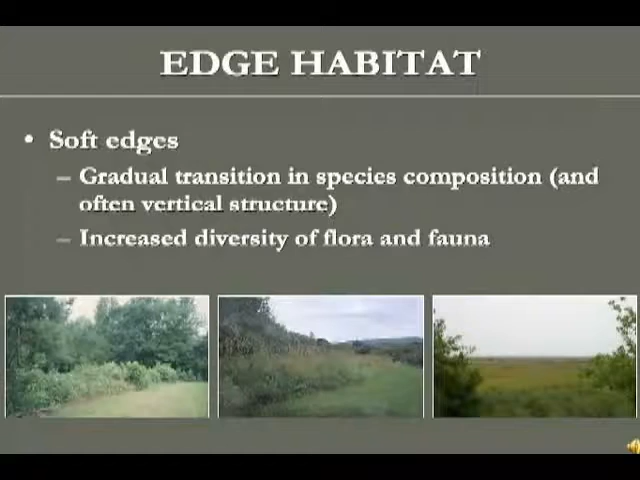 EDGE HABITAT
• Soft edges
– Gradual transition in species composition (and
often vertical structure)
– Increased diversity of flora and fauna